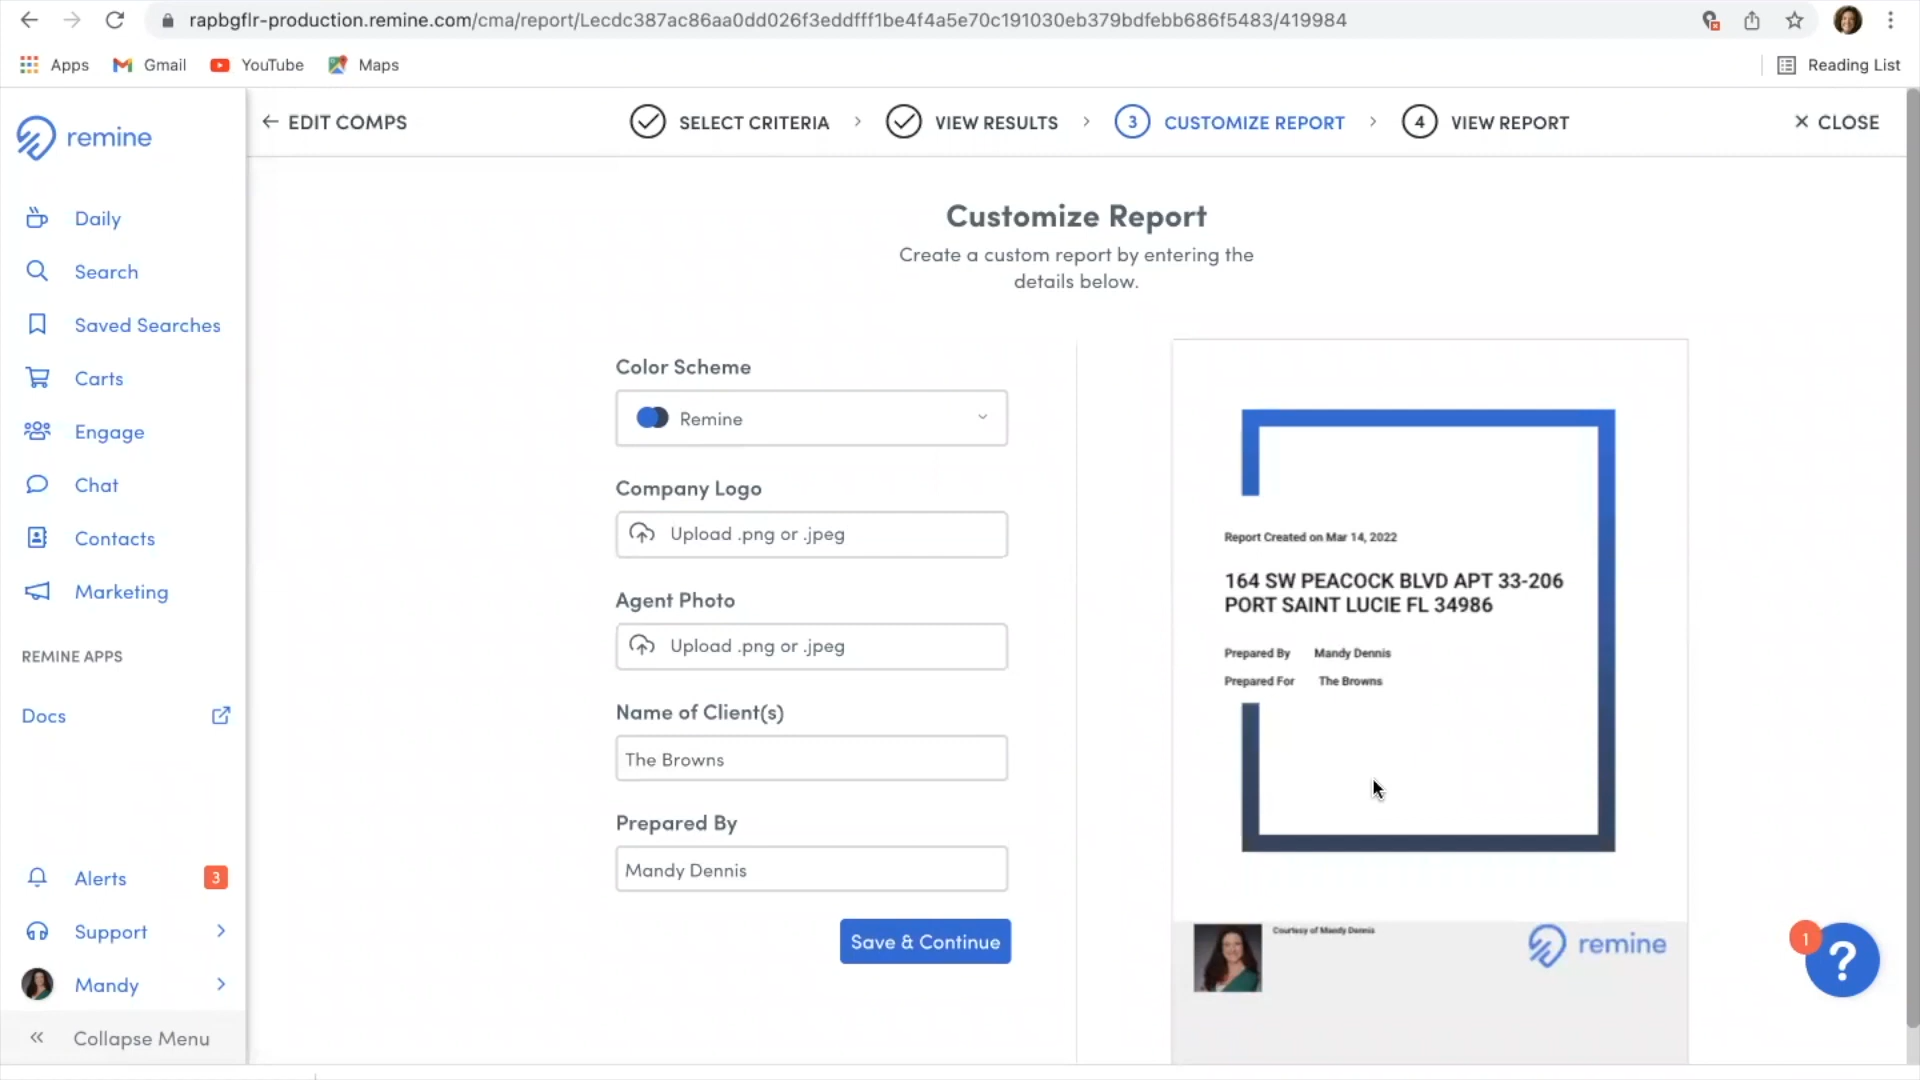 rapbgflr-production.remine.com/cma/report/Lecdc387ac86aa0dd026f3eddfff1be4f4a5e70c191030eb379bdfebb686f5483/419984
Apps
Gmail
YouTube
Maps
Reading List
remine
EDIT COMPS
SELECT CRITERIA
VIEW RESULTS
3 CUSTOMIZE REPORT
4 VIEW REPORT
CLOSE
Daily
Search
Saved Searches
Carts
Engage
Chat
Contacts
Marketing
REMINE APPS
Docs
Alerts 3
Support
Mandy
Collapse Menu
Customize Report
Create a custom report by entering the
details below.
Color Scheme
Remine
Company Logo
Upload .png or .jpeg
Agent Photo
Upload .png or .jpeg
Name of Client(s)
The Browns
Prepared By
Mandy Dennis
Save & Continue
Report Created on Mar 14, 2022
164 SW PEACOCK BLVD APT 33-206
PORT SAINT LUCIE FL 34986
Prepared By Mandy Dennis
Prepared For The Browns
Courtesy of Mandy Dennis
remine
1
?